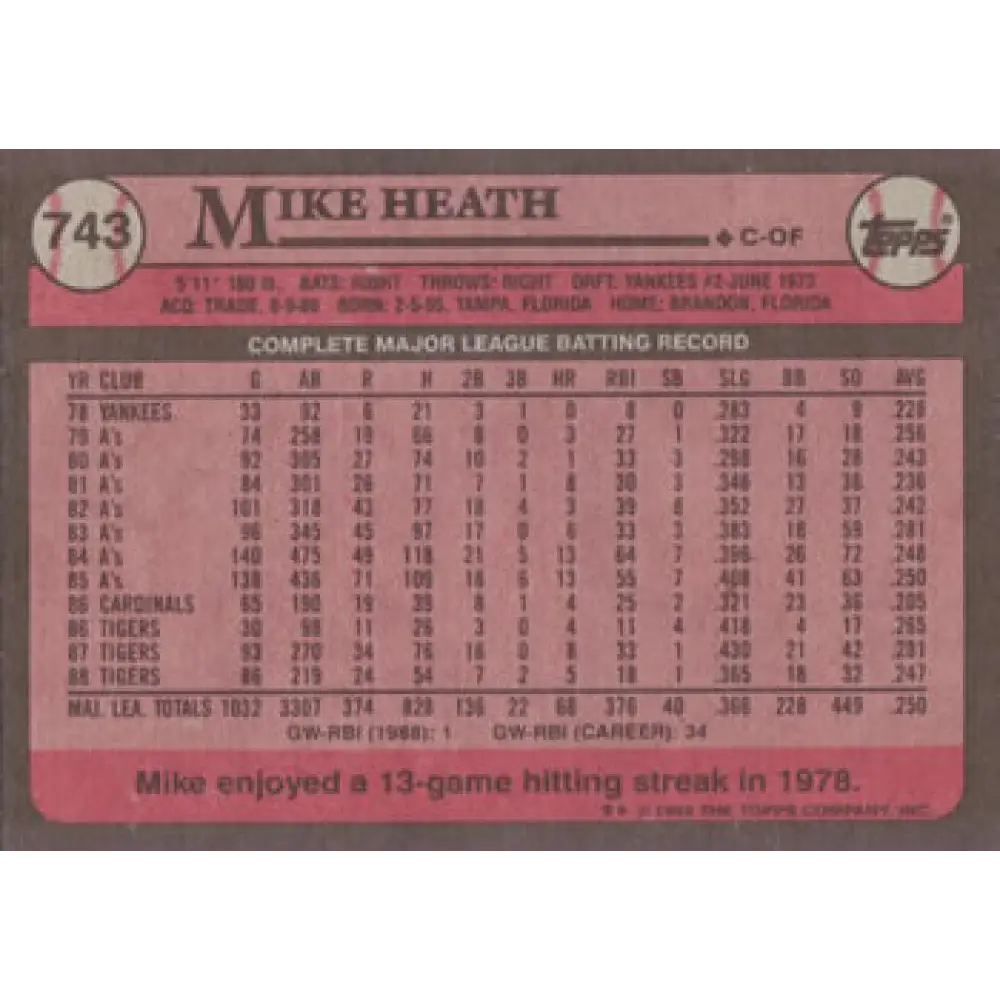 743
MIKE HEATH
C-OF
TOPPS®
5'11" 180 lb. BATS: RIGHT THROWS: RIGHT DRFT: YANKEES #2-JUNE 1973
ACQ: TRADE, BORN: 2-5-55, TAMPA, FLORIDA HOME: BRANDON, FLORIDA
COMPLETE MAJOR LEAGUE BATTING RECORD
YR CLUB G AB R H 2B 3B HR RBI SB SLG BB SO AVG
78 YANKEES 33 92 6 21 3 1 0 8 0 .283 4 9 .228
79 A's 74 258 19 66 8 0 3 27 1 .322 17 18 .256
80 A's 92 305 27 74 10 2 1 33 3 .298 16 28 .243
81 A's 84 301 26 71 7 1 8 30 3 .346 13 36 .236
82 A's 101 318 43 77 18 4 3 39 8 .352 27 37 .242
83 A's 96 345 45 97 17 0 6 33 3 .383 18 59 .281
84 A's 140 475 49 118 21 5 13 64 7 .396 26 72 .248
85 A's 138 436 71 109 18 6 13 55 7 .408 41 63 .250
86 CARDINALS 65 190 19 39 8 1 4 25 2 .321 23 36 .205
86 TIGERS 30 98 11 26 3 0 4 11 4 .418 4 17 .265
87 TIGERS 93 270 34 76 16 0 8 33 1 .430 21 42 .281
88 TIGERS 86 219 24 54 7 2 5 18 1 .365 18 32 .247
MAJ. LEA. TOTALS 1032 3307 374 828 136 22 68 376 40 .366 228 449 .250
GW-RBI (1988): 1 GW-RBI (CAREER): 34
Mike enjoyed a 13-game hitting streak in 1978.
© 1989 THE TOPPS COMPANY, INC.